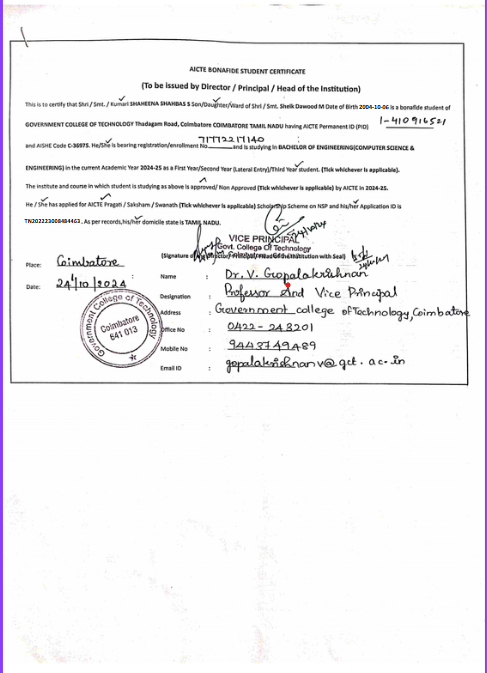 AICTE BONAFIDE STUDENT CERTIFICATE
(To be issued by Director / Principal / Head of the Institution)
This is to certify that Shri / Smt. / Kumari SHAHEENA SHAHBAS S Son/Daughter/Ward of Shri / Smt. Sheik Dawood M Date of Birth 2004-10-06 is a bonafide student of
GOVERNMENT COLLEGE OF TECHNOLOGY Thadagam Road, Coimbatore COIMBATORE TAMIL NADU having AICTE Permanent ID (PID) 1-410916521
and AISHE Code C-36975. He/She is bearing registration/enrollment No. 71772217140 and is studying in BACHELOR OF ENGINEERING(COMPUTER SCIENCE &
ENGINEERING) in the current Academic Year 2024-25 as a First Year/Second Year (Lateral Entry)/Third Year student. (Tick whichever is applicable).
The institute and course in which student is studying as above is approved/ Non Approved (Tick whichever is applicable) by AICTE in 2024-25.
He / She has applied for AICTE Pragati / Saksham / Swanath (Tick whichever is applicable) Scholarship Scheme on NSP and his/her Application ID is
TN202223008484463. As per records,his/her domicile state is TAMIL NADU.
VICE PRINCIPAL
Govt. College Of Technology
(Signature of Director/Principal/Head of the Institution with Seal)
Place: Coimbatore
Date: 24/10/2024
Name : Dr. V. Gopalakrishnan
Designation : Professor And Vice Principal
Address : Government college of Technology, Coimbatore
Office No : 0422-243201
Mobile No : 9443749489
Email ID : gopalakrishnanv@gct.ac.in
Government College of Technology
Coimbatore
641 013